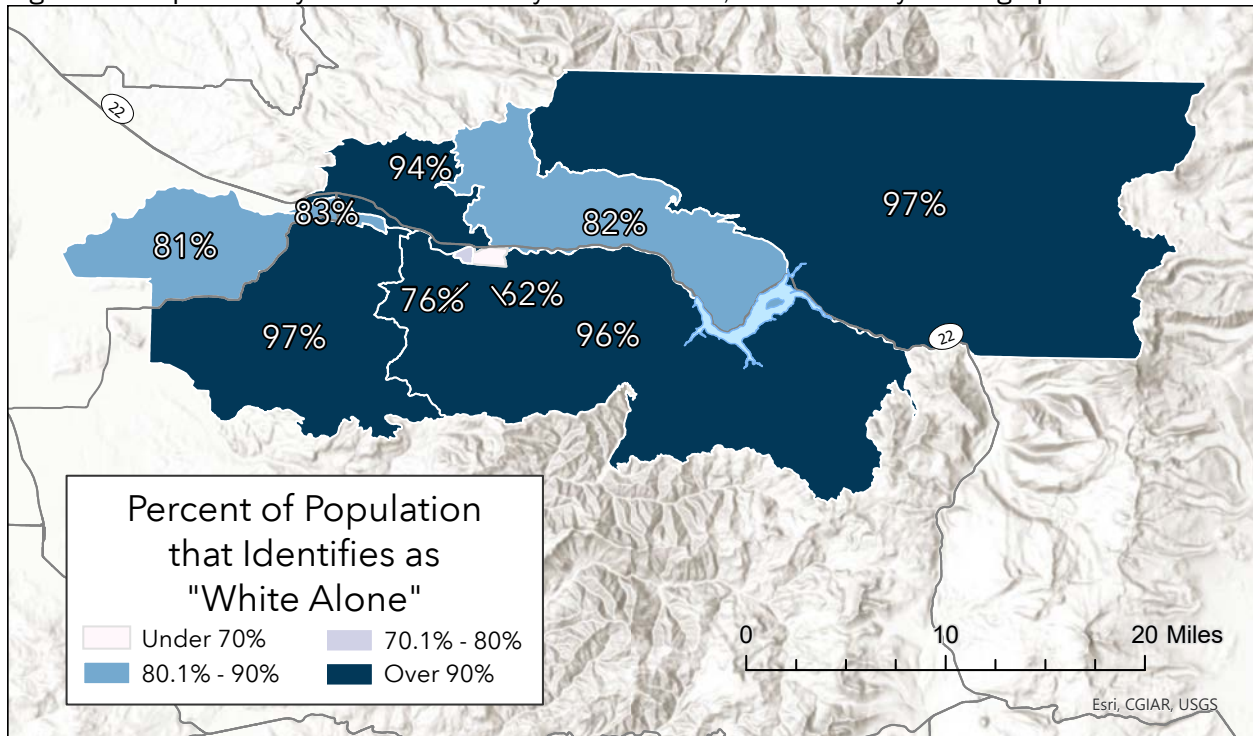 22
94%
97%
83%
82%
81%
76%
62%
97%
96%
22
Percent of Population
that Identifies as
"White Alone"
Under 70%
70.1% - 80%
80.1% - 90%
Over 90%
0 10 20 Miles
Esri, CGIAR, USGS